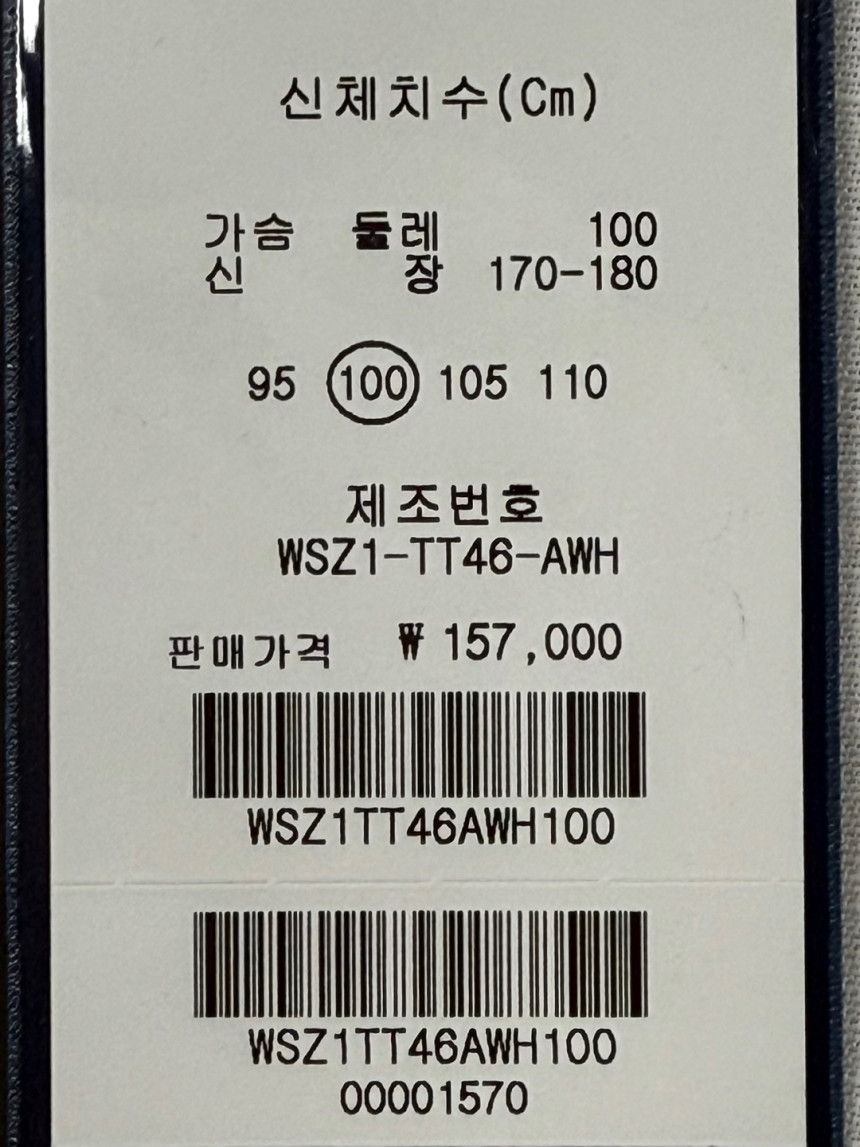 신체치수(Cm)
가슴 둘레 100
신 장 170-180
95 100 105 110
제조번호
WSZ1-TT46-AWH
판매가격 ₩ 157,000
WSZ1TT46AWH100
WSZ1TT46AWH100
00001570